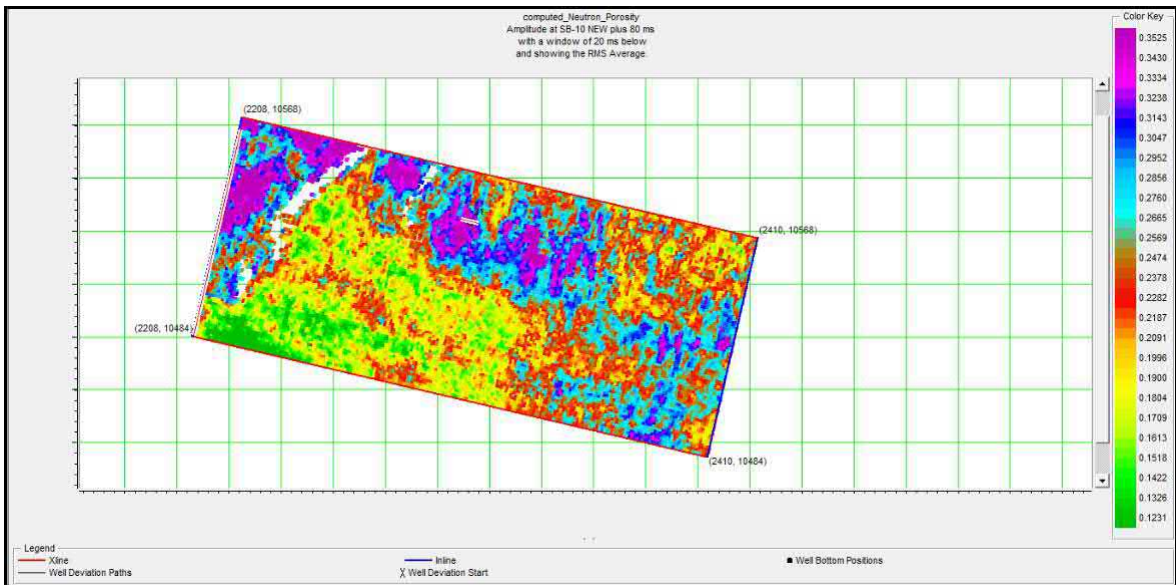 computed_Neutron_Porosity
Amplitude at SB-10 NEW plus 80 ms
with a window of 20 ms below
and showing the RMS Average.
Color Key
0.3525
0.3430
0.3334
0.3238
0.3143
0.3047
0.2952
0.2856
0.2760
0.2665
0.2569
0.2474
0.2378
0.2282
0.2187
0.2091
0.1996
0.1900
0.1804
0.1709
0.1613
0.1517
0.1422
0.1326
0.1231
(2208, 10568)
(2410, 10568)
(2208, 10484)
(2410, 10484)
Legend
Xline
Inline
Well Bottom Positions
Well Deviation Paths
Well Deviation Start